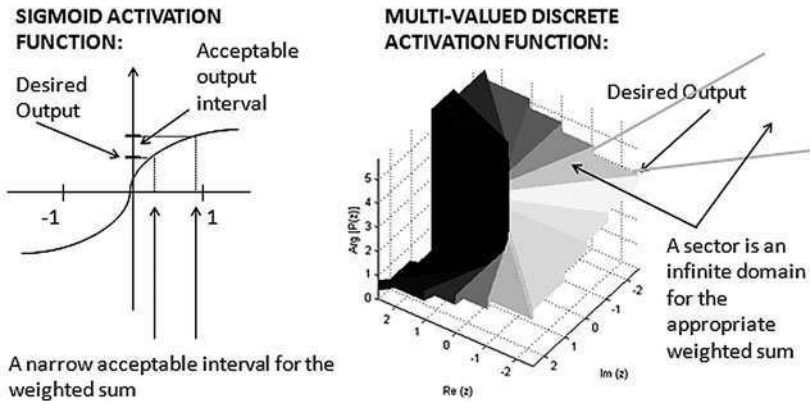 SIGMOID ACTIVATION
FUNCTION:
Acceptable
output
interval
Desired
Output
-1
1
A narrow acceptable interval for the
weighted sum
MULTI-VALUED DISCRETE
ACTIVATION FUNCTION:
Desired Output
Arg [P(z)]
5
4
3
2
1
0
2
1
0
-1
-2
Re (z)
2
1
0
-1
-2
Im (z)
A sector is an
infinite domain
for the
appropriate
weighted sum